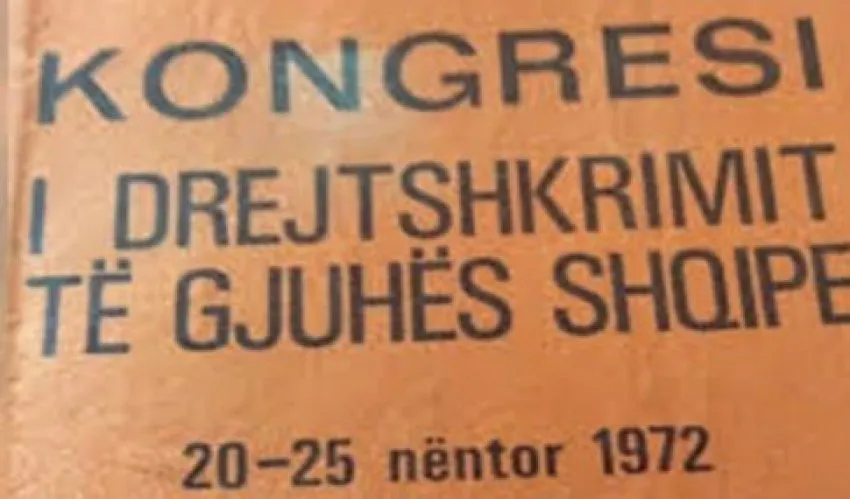 KONGRESI
I DREJTSHKRIMIT
TË GJUHËS SHQIPE
20-25 nëntor 1972